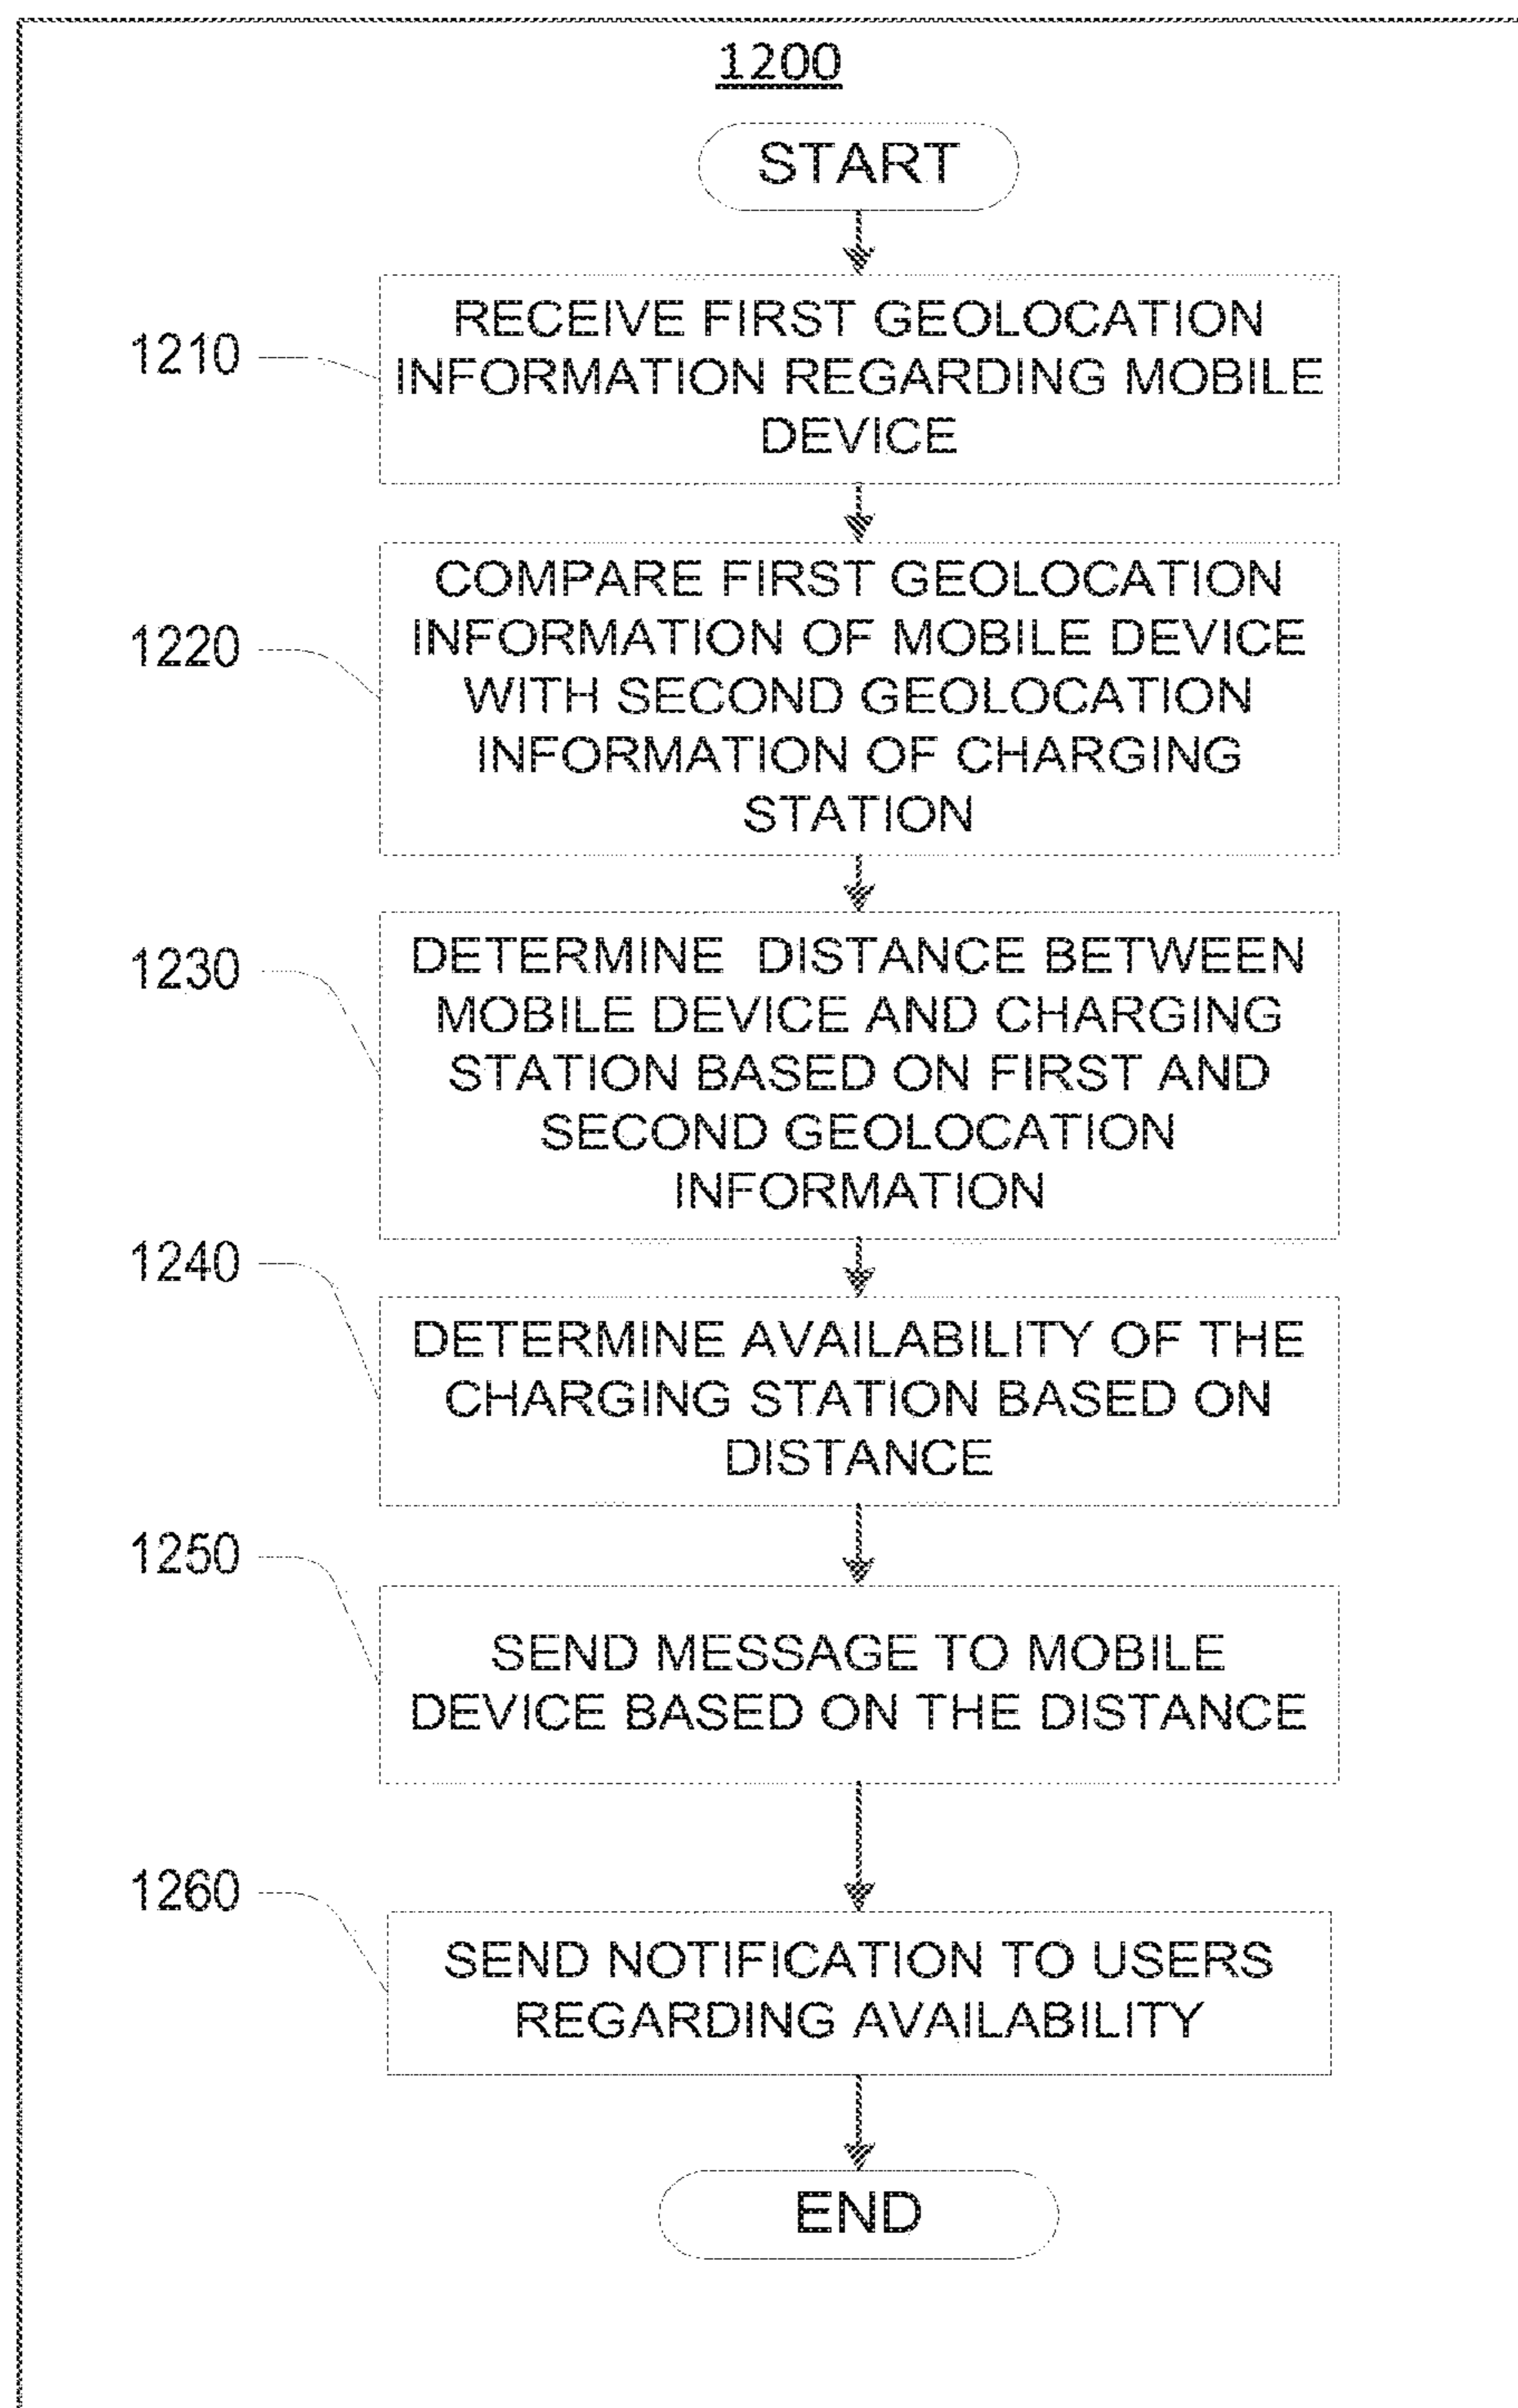 1200
START
1210
RECEIVE FIRST GEOLOCATION
INFORMATION REGARDING MOBILE
DEVICE
1220
COMPARE FIRST GEOLOCATION
INFORMATION OF MOBILE DEVICE
WITH SECOND GEOLOCATION
INFORMATION OF CHARGING
STATION
1230
DETERMINE DISTANCE BETWEEN
MOBILE DEVICE AND CHARGING
STATION BASED ON FIRST AND
SECOND GEOLOCATION
INFORMATION
1240
DETERMINE AVAILABILITY OF THE
CHARGING STATION BASED ON
DISTANCE
1250
SEND MESSAGE TO MOBILE
DEVICE BASED ON THE DISTANCE
1260
SEND NOTIFICATION TO USERS
REGARDING AVAILABILITY
END